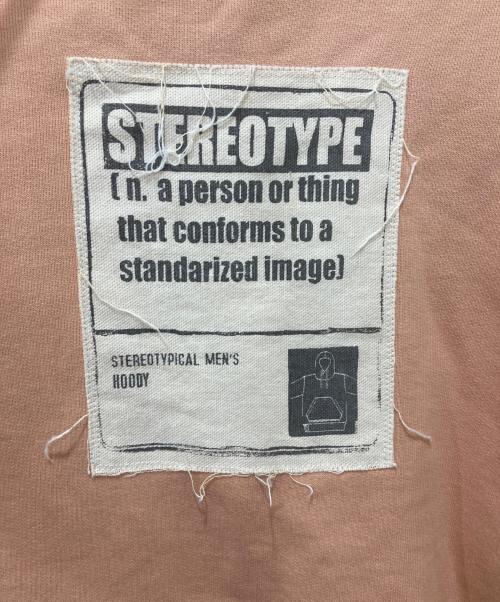 STEREOTYPE
( n. a person or thing
that conforms to a
standarized image)
STEREOTYPICAL MEN'S
HOODY